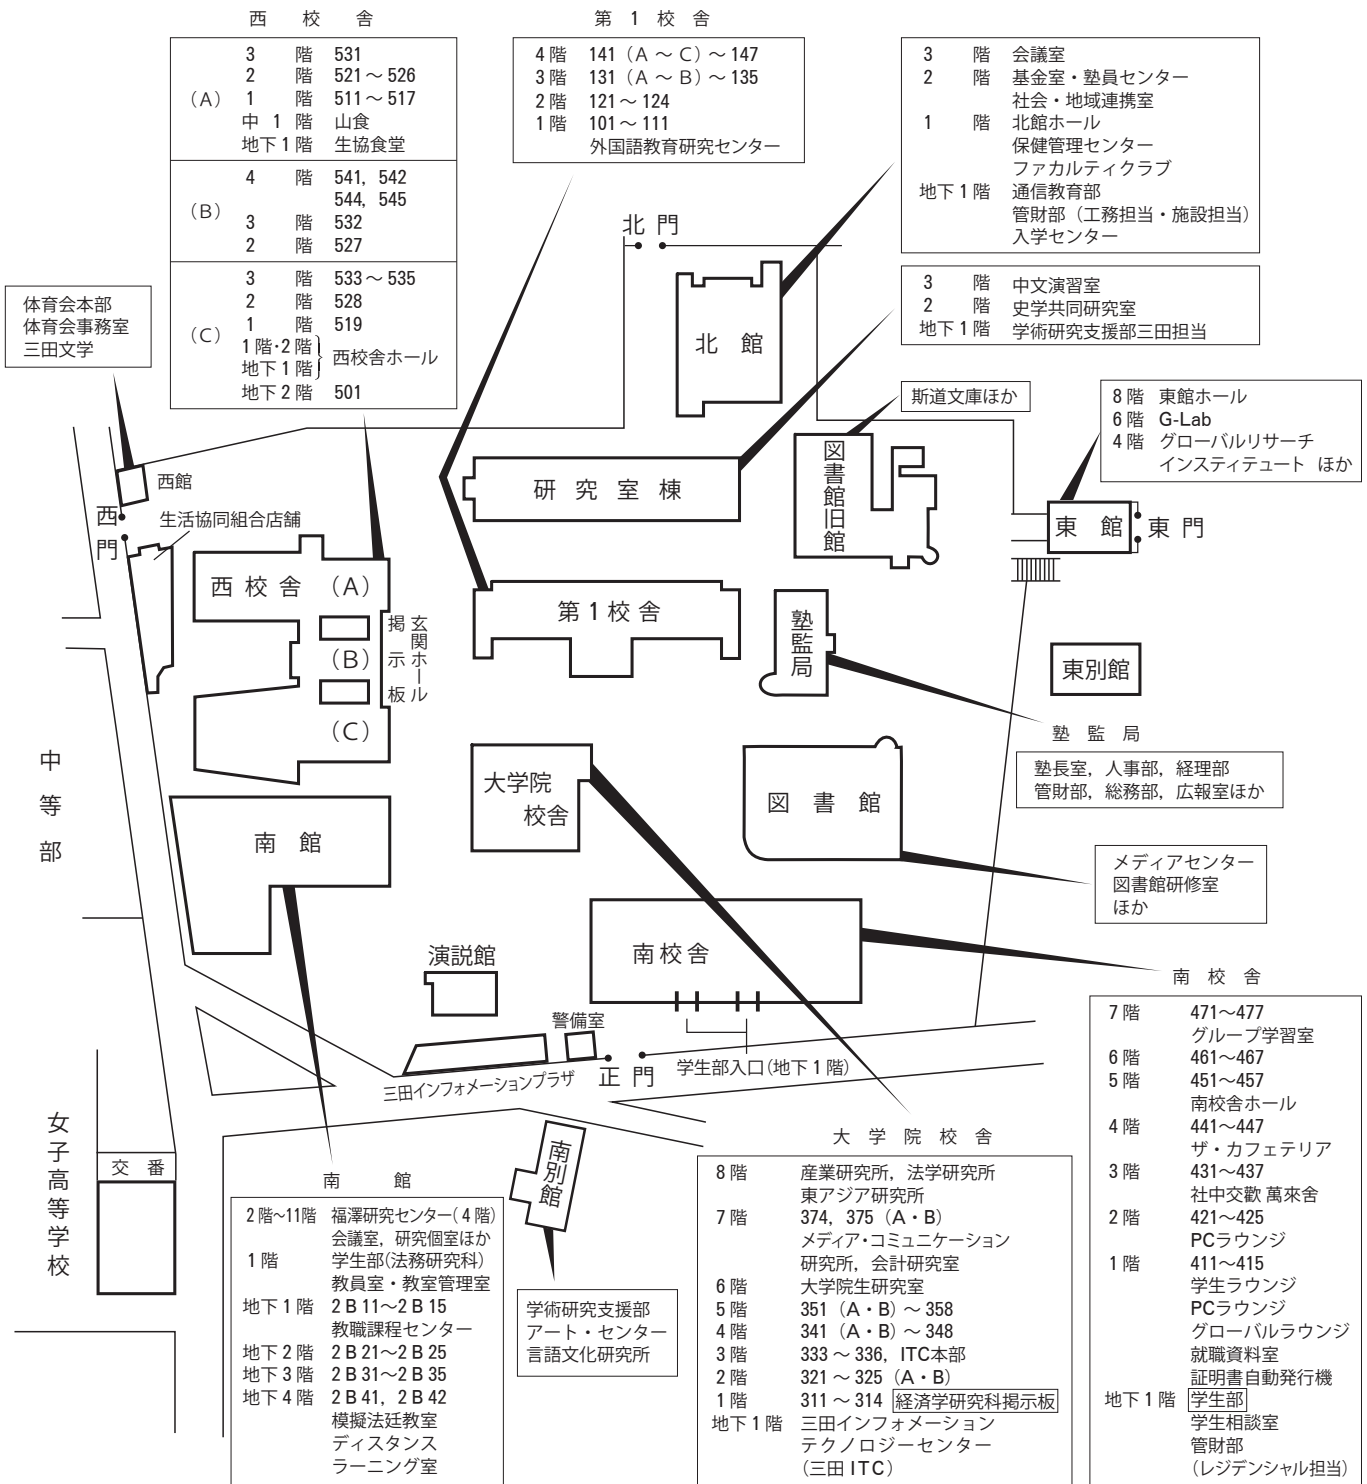 西校舎
(A)
3階 531
2階 521～526
1階 511～517
中1階 山食
地下1階 生協食堂
(B)
4階 541, 542
544, 545
3階 532
2階 527
(C)
3階 533～535
2階 528
1階 519
1階・2階
地下1階
西校舎ホール
地下2階 501
第1校舎
4階 141（A～C）～147
3階 131（A～B）～135
2階 121～124
1階 101～111
外国語教育研究センター
3階 会議室
2階 基金室・塾員センター
社会・地域連携室
1階 北館ホール
保健管理センター
ファカルティクラブ
地下1階 通信教育部
管財部（工務担当・施設担当）
入学センター
3階 中文演習室
2階 史学共同研究室
地下1階 学術研究支援部三田担当
体育会本部
体育会事務室
三田文学
北門
北館
斯道文庫ほか
8階 東館ホール
6階 G-Lab
4階 グローバルリサーチ
インスティテュート ほか
西館
西門
生活協同組合店舗
研究室棟
図書館旧館
東館
東門
西校舎 (A)
(B)
(C)
玄関ホール
掲示板
第1校舎
塾監局
東別館
塾監局
塾長室，人事部，経理部
管財部，総務部，広報室ほか
中等部
大学院
校舎
図書館
南館
メディアセンター
図書館研修室
ほか
演説館
南校舎
警備室
三田インフォメーションプラザ
正門
学生部入口(地下1階)
女子高等学校
交番
南別館
学術研究支援部
アート・センター
言語文化研究所
南館
2階～11階 福澤研究センター(4階)
会議室，研究個室ほか
1階 学生部(法務研究科)
教員室・教室管理室
地下1階 2B11～2B15
教職課程センター
地下2階 2B21～2B25
地下3階 2B31～2B35
地下4階 2B41, 2B42
模擬法廷教室
ディスタンス
ラーニング室
大学院校舎
8階 産業研究所，法学研究所
東アジア研究所
7階 374, 375（A・B）
メディア・コミュニケーション
研究所，会計研究室
6階 大学院生研究室
5階 351（A・B）～358
4階 341（A・B）～348
3階 333～336, ITC本部
2階 321～325（A・B）
1階 311～314 経済学研究科掲示板
地下1階 三田インフォメーション
テクノロジーセンター
(三田ITC)
南校舎
7階 471～477
グループ学習室
6階 461～467
5階 451～457
南校舎ホール
4階 441～447
ザ・カフェテリア
3階 431～437
社中交歡 萬來舎
2階 421～425
PCラウンジ
1階 411～415
学生ラウンジ
PCラウンジ
グローバルラウンジ
就職資料室
証明書自動発行機
地下1階 学生部
学生相談室
管財部
(レジデンシャル担当)